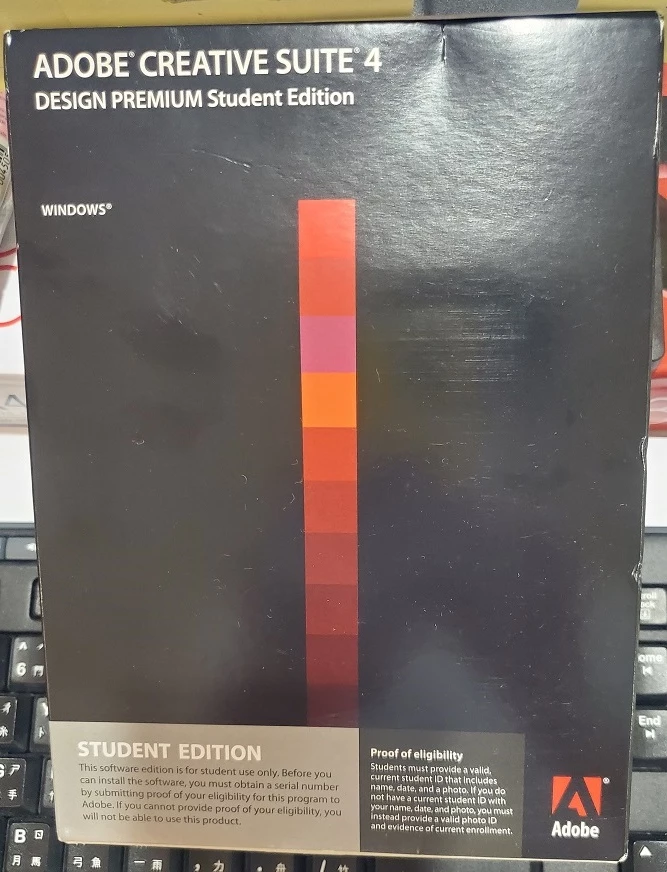 ADOBE® CREATIVE SUITE® 4
DESIGN PREMIUM Student Edition
WINDOWS®
STUDENT EDITION
This software edition is for student use only. Before you
can install the software, you must obtain a serial number
by submitting proof of your eligibility for this program to
Adobe. If you cannot provide proof of your eligibility, you
will not be able to use this product.
Proof of eligibility
Students must provide a valid,
current student ID that includes
name, date, and a photo. If you do
not have a current student ID with
your name, date, and photo, you must
instead provide a valid photo ID
and evidence of current enrollment.
Adobe
End
6
B ㄖ
月 弓 一